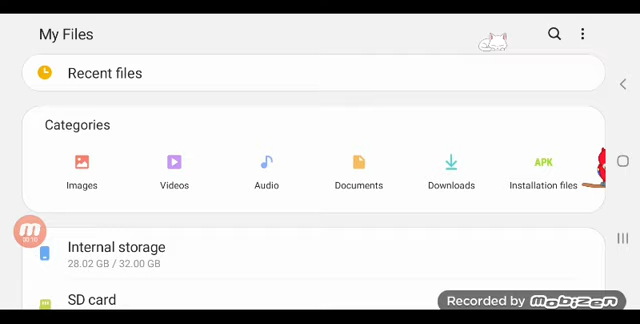 My Files
Recent files
Categories
Images
Videos
Audio
Documents
Downloads
APK
Installation files
Internal storage
28.02 GB / 32.00 GB
SD card
Recorded by Mobizen